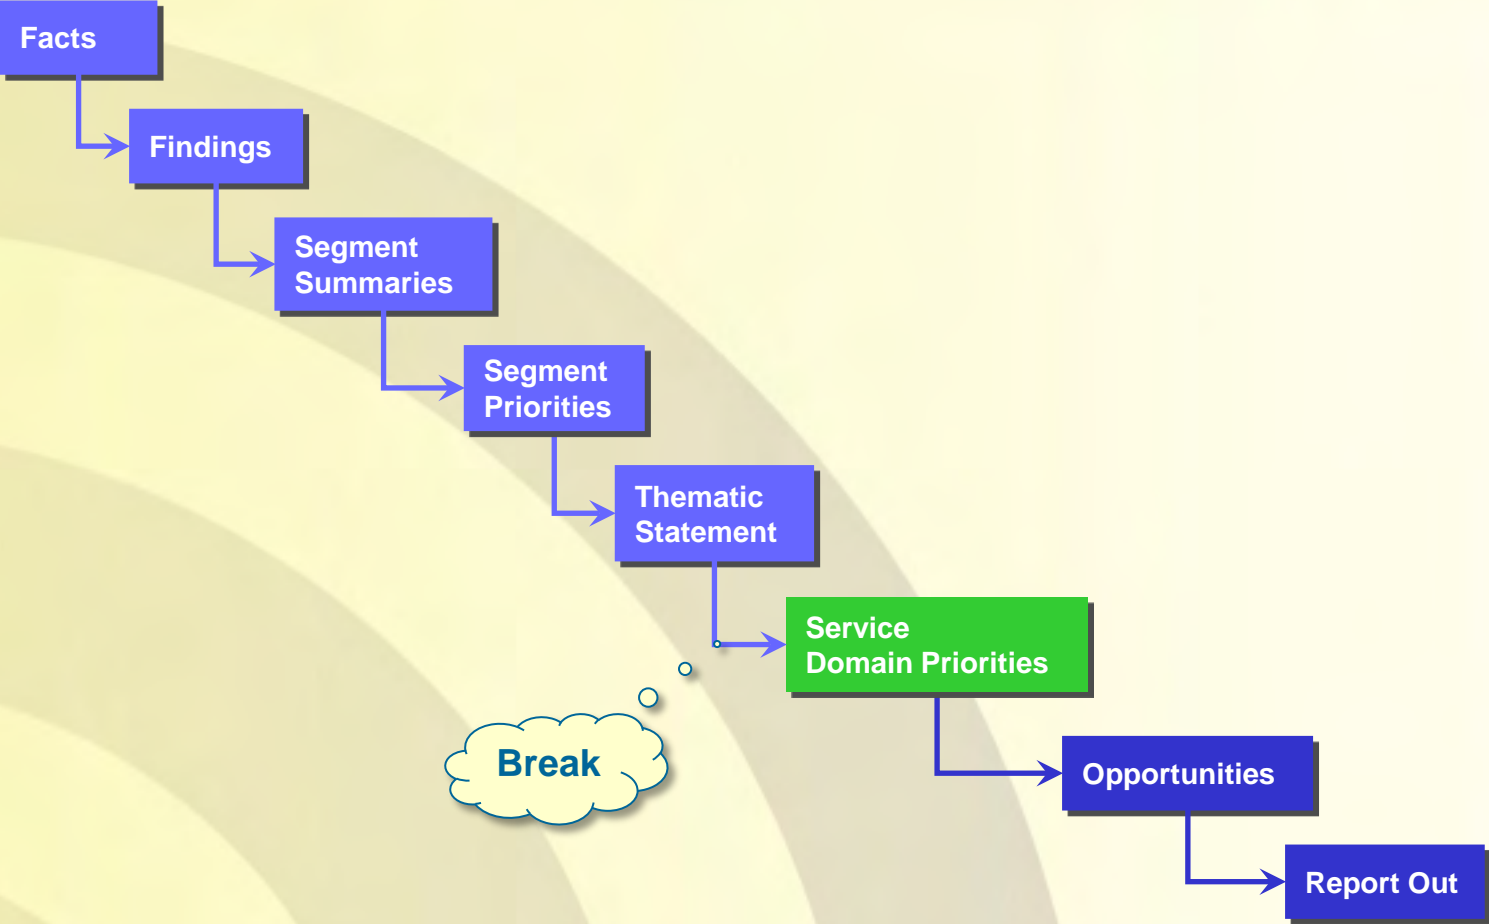 Facts
Findings
Segment
Summaries
Segment
Priorities
Thematic
Statement
Service
Domain Priorities
Break
Opportunities
Report Out